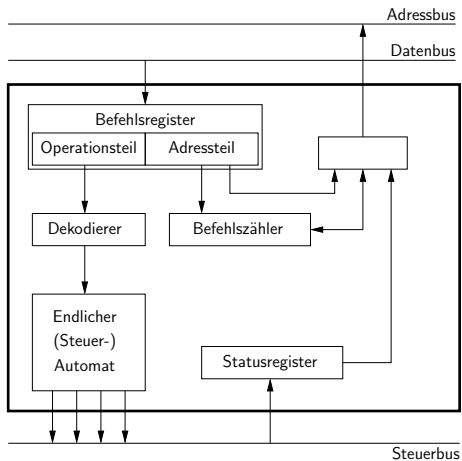 Adressbus
Datenbus
Befehlsregister
Operationsteil
Adressteil
Dekodierer
Befehlszähler
Endlicher
(Steuer-)
Automat
Statusregister
Steuerbus